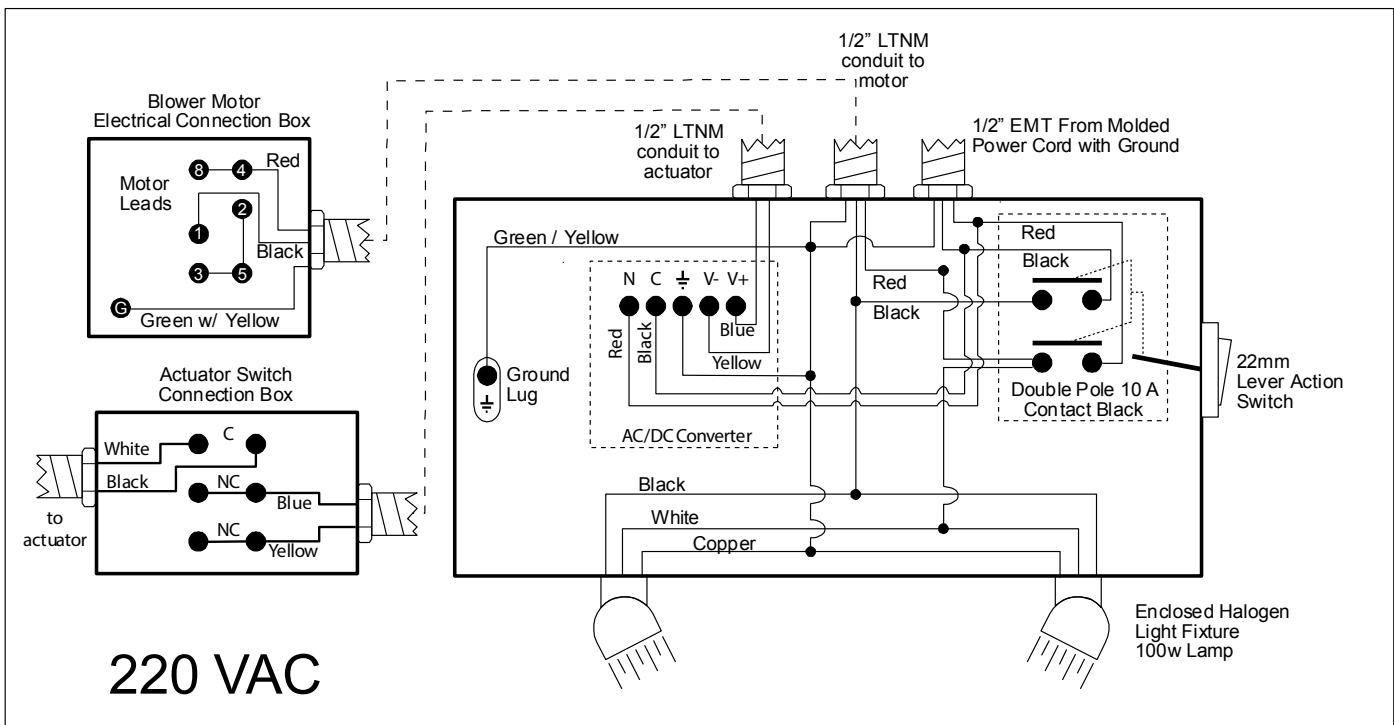 1/2" LTNM
conduit to
motor
Blower Motor
Electrical Connection Box
1/2" LTNM
conduit to
actuator
1/2" EMT From Molded
Power Cord with Ground
8
4
Red
Motor
Leads
2
1
Black
3
5
G
Green w/ Yellow
Green / Yellow
Red
Black
N C V- V+
Red
Black
Red
Black
Blue
Yellow
Ground
Lug
AC/DC Converter
Double Pole 10 A
Contact Black
22mm
Lever Action
Switch
Actuator Switch
Connection Box
White
C
Black
NC
Blue
NC
Yellow
to
actuator
Black
White
Copper
Enclosed Halogen
Light Fixture
100w Lamp
220 VAC